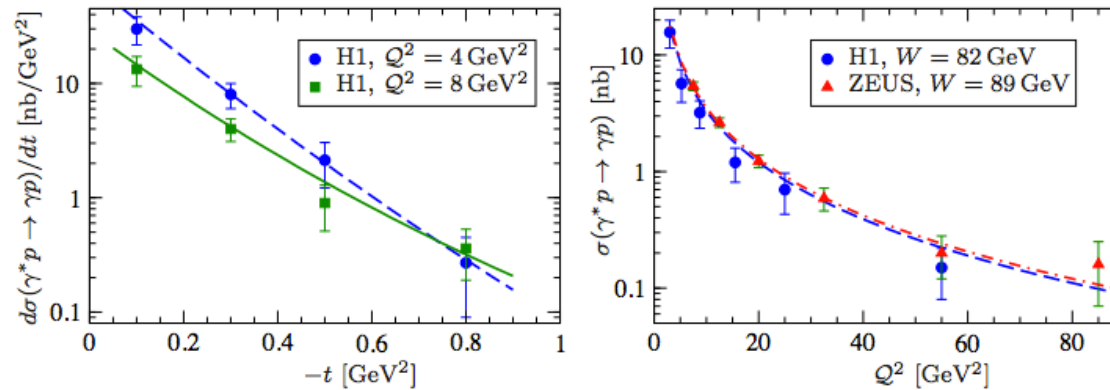 dσ(γ*p → γp)/dt [nb/GeV²]
10
1
0.1
H1, 𝒬² = 4 GeV²
H1, 𝒬² = 8 GeV²
0 0.2 0.4 0.6 0.8 1
−t [GeV²]
σ(γ*p → γp) [nb]
10
1
0.1
H1, W = 82 GeV
ZEUS, W = 89 GeV
0 20 40 60 80
𝒬² [GeV²]